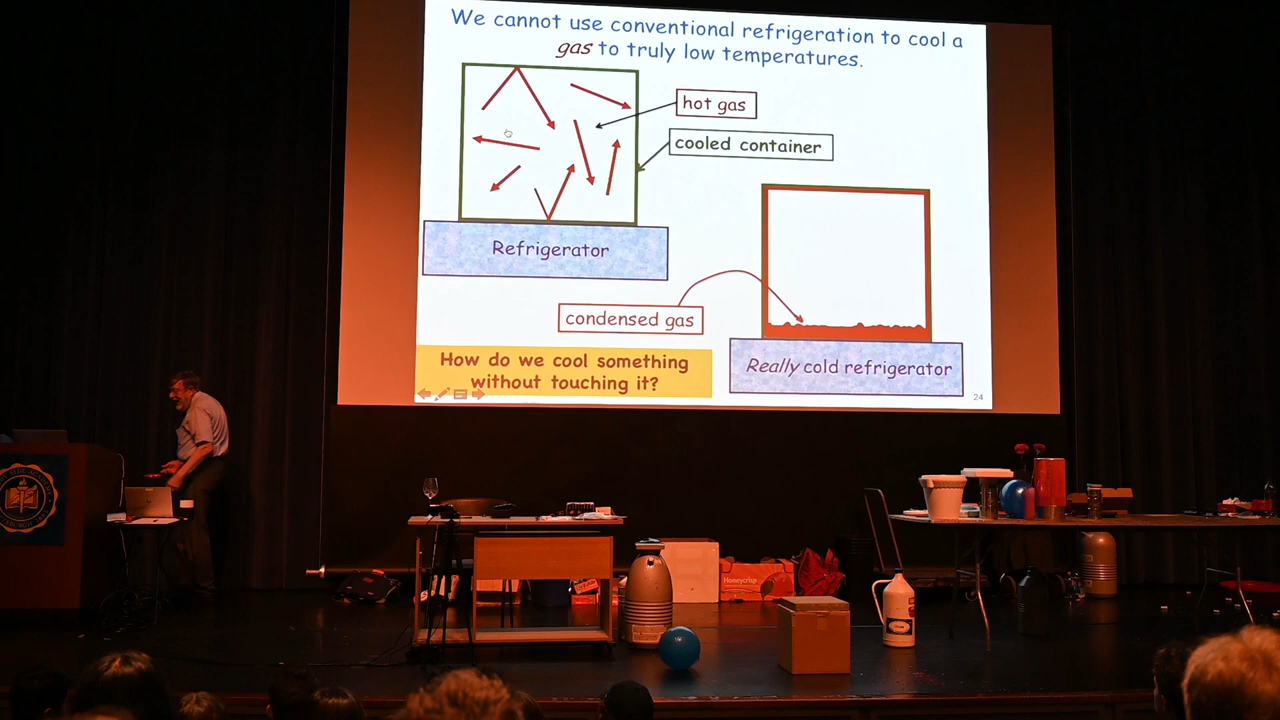 We cannot use conventional refrigeration to cool a
gas to truly low temperatures.
hot gas
cooled container
Refrigerator
condensed gas
Really cold refrigerator
How do we cool something
without touching it?
24
Honeycrisp